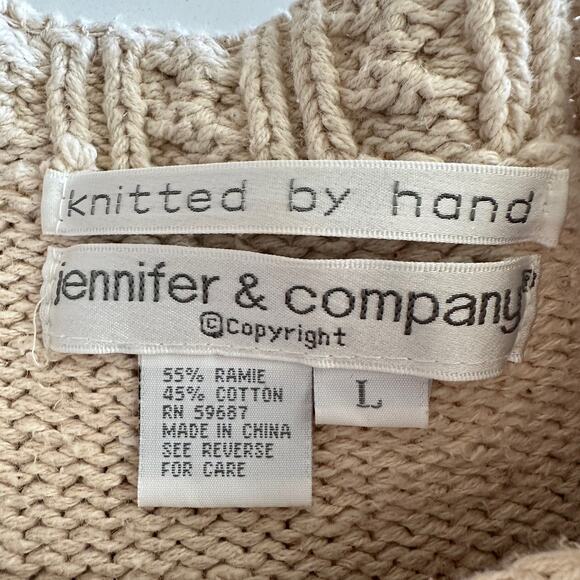 knitted by hand
jennifer & company®
©Copyright
55% RAMIE
45% COTTON
RN 59687
MADE IN CHINA
SEE REVERSE
FOR CARE
L